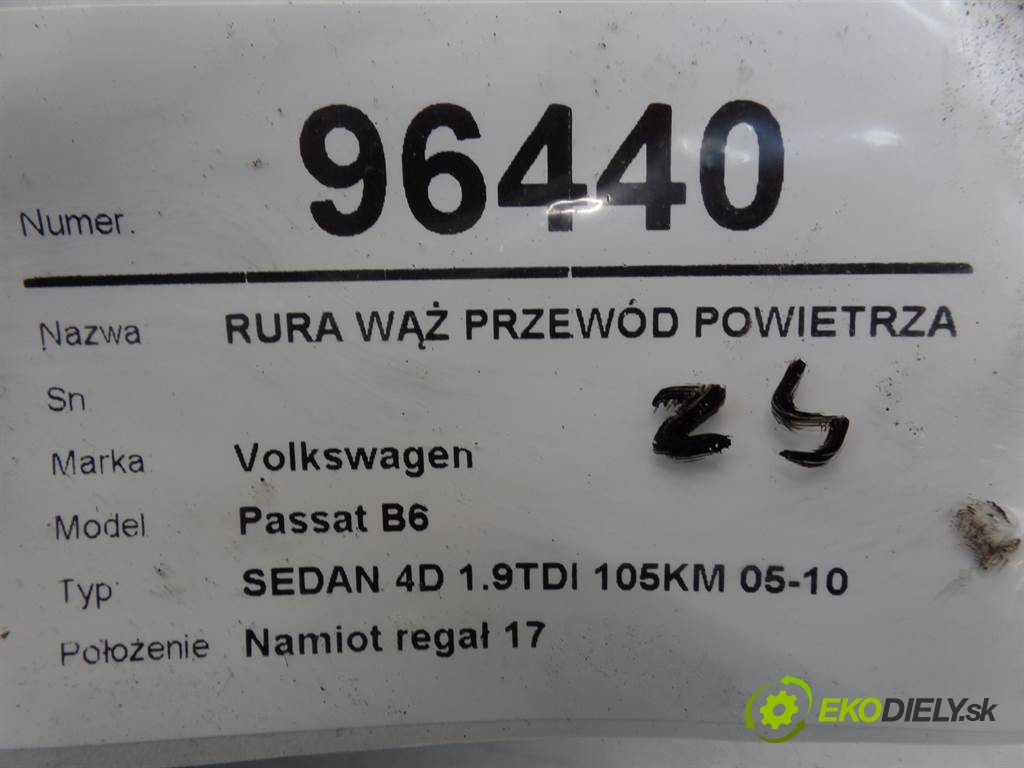 Numer. 96440
Nazwa RURA WĄŻ PRZEWÓD POWIETRZA
Sn
Marka Volkswagen
Model Passat B6
Typ SEDAN 4D 1.9TDI 105KM 05-10
Położenie Namiot regał 17
EKODIELY.sk